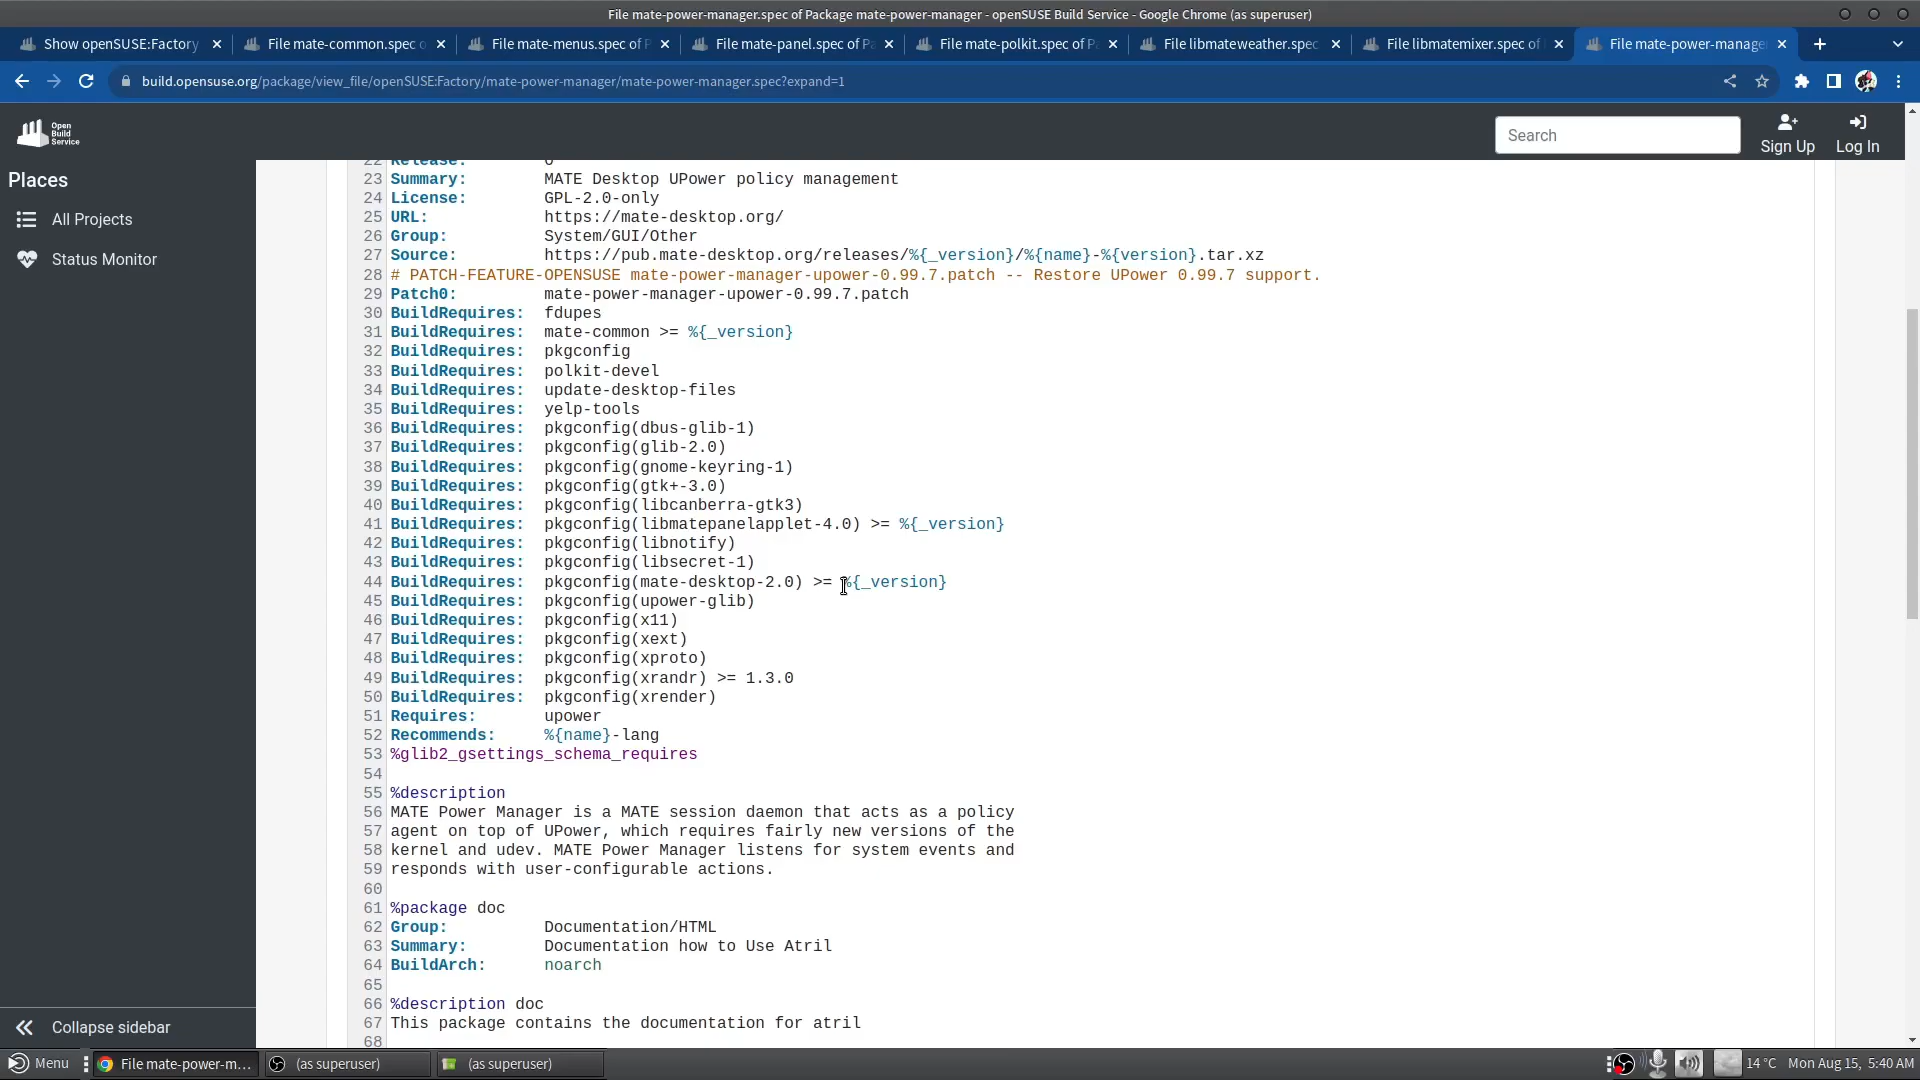 File mate-power-manager.spec of Package mate-power-manager - openSUSE Build Service - Google Chrome (as superuser)
Show openSUSE:Factory
File mate-common.spec o
File mate-menus.spec of P
File mate-panel.spec of Pa
File mate-polkit.spec of Pa
File libmateweather.spec
File libmatemixer.spec of
File mate-power-manage
build.opensuse.org/package/view_file/openSUSE:Factory/mate-power-manager/mate-power-manager.spec?expand=1
Open Build Service
Search
Sign Up
Log In
Places
All Projects
Status Monitor
Collapse sidebar
22 Release: 0
23 Summary: MATE Desktop UPower policy management
24 License: GPL-2.0-only
25 URL: https://mate-desktop.org/
26 Group: System/GUI/Other
27 Source: https://pub.mate-desktop.org/releases/%{_version}/%{name}-%{version}.tar.xz
28 # PATCH-FEATURE-OPENSUSE mate-power-manager-upower-0.99.7.patch -- Restore UPower 0.99.7 support.
29 Patch0: mate-power-manager-upower-0.99.7.patch
30 BuildRequires: fdupes
31 BuildRequires: mate-common >= %{_version}
32 BuildRequires: pkgconfig
33 BuildRequires: polkit-devel
34 BuildRequires: update-desktop-files
35 BuildRequires: yelp-tools
36 BuildRequires: pkgconfig(dbus-glib-1)
37 BuildRequires: pkgconfig(glib-2.0)
38 BuildRequires: pkgconfig(gnome-keyring-1)
39 BuildRequires: pkgconfig(gtk+-3.0)
40 BuildRequires: pkgconfig(libcanberra-gtk3)
41 BuildRequires: pkgconfig(libmatepanelapplet-4.0) >= %{_version}
42 BuildRequires: pkgconfig(libnotify)
43 BuildRequires: pkgconfig(libsecret-1)
44 BuildRequires: pkgconfig(mate-desktop-2.0) >= %{_version}
45 BuildRequires: pkgconfig(upower-glib)
46 BuildRequires: pkgconfig(x11)
47 BuildRequires: pkgconfig(xext)
48 BuildRequires: pkgconfig(xproto)
49 BuildRequires: pkgconfig(xrandr) >= 1.3.0
50 BuildRequires: pkgconfig(xrender)
51 Requires: upower
52 Recommends: %{name}-lang
53 %glib2_gsettings_schema_requires
54
55 %description
56 MATE Power Manager is a MATE session daemon that acts as a policy
57 agent on top of UPower, which requires fairly new versions of the
58 kernel and udev. MATE Power Manager listens for system events and
59 responds with user-configurable actions.
60
61 %package doc
62 Group: Documentation/HTML
63 Summary: Documentation how to Use Atril
64 BuildArch: noarch
65
66 %description doc
67 This package contains the documentation for atril
68
Menu
File mate-power-m...
(as superuser)
(as superuser)
14 °C
Mon Aug 15, 5:40 AM